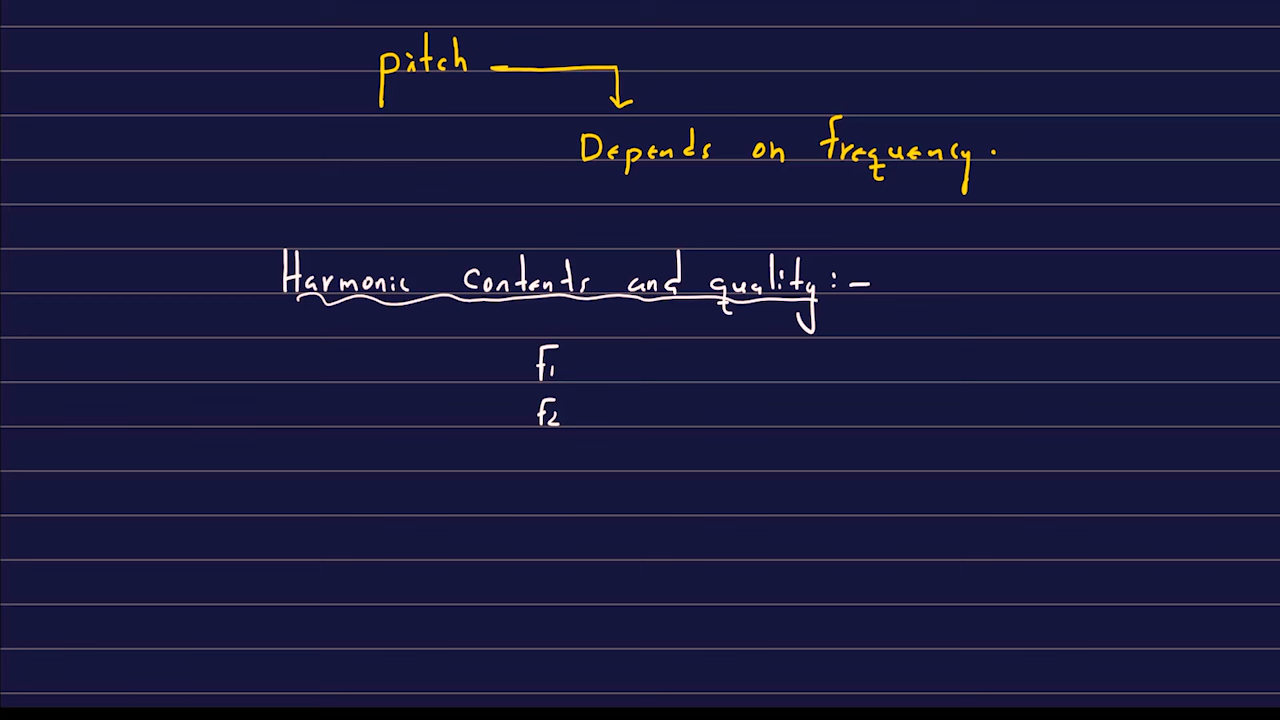 pitch
Depends on frequency.
Harmonic Contents and quality:-
f1
f2